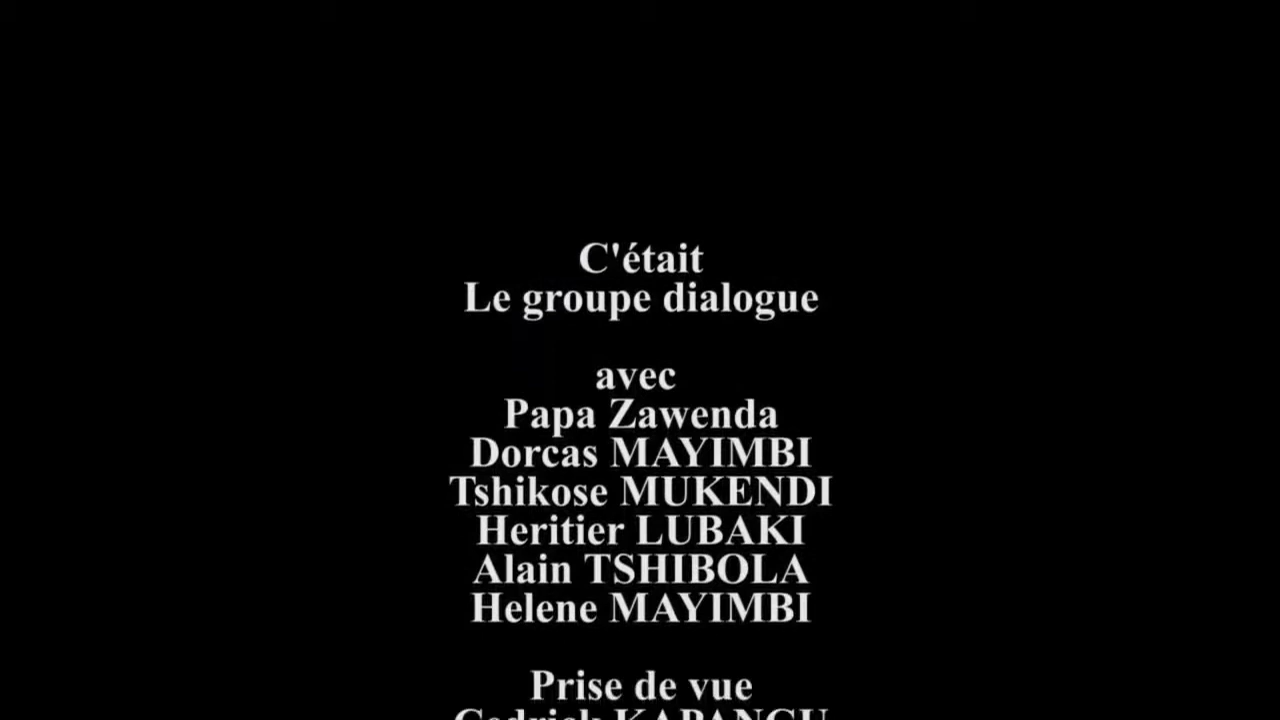 C'était
Le groupe dialogue
avec
Papa Zawenda
Dorcas MAYIMBI
Tshikose MUKENDI
Heritier LUBAKI
Alain TSHIBOLA
Helene MAYIMBI
Prise de vue